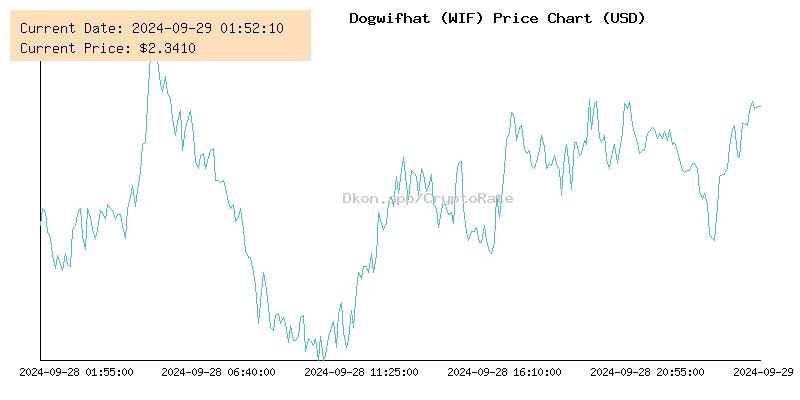 Dogwifhat (WIF) Price Chart (USD)
Current Date: 2024-09-29 01:52:10
Current Price: $2.3410
Dkon.app/CryptoRate
2024-09-28 01:55:00 2024-09-28 06:40:00 2024-09-28 11:25:00 2024-09-28 16:10:00 2024-09-28 20:55:00 2024-09-29